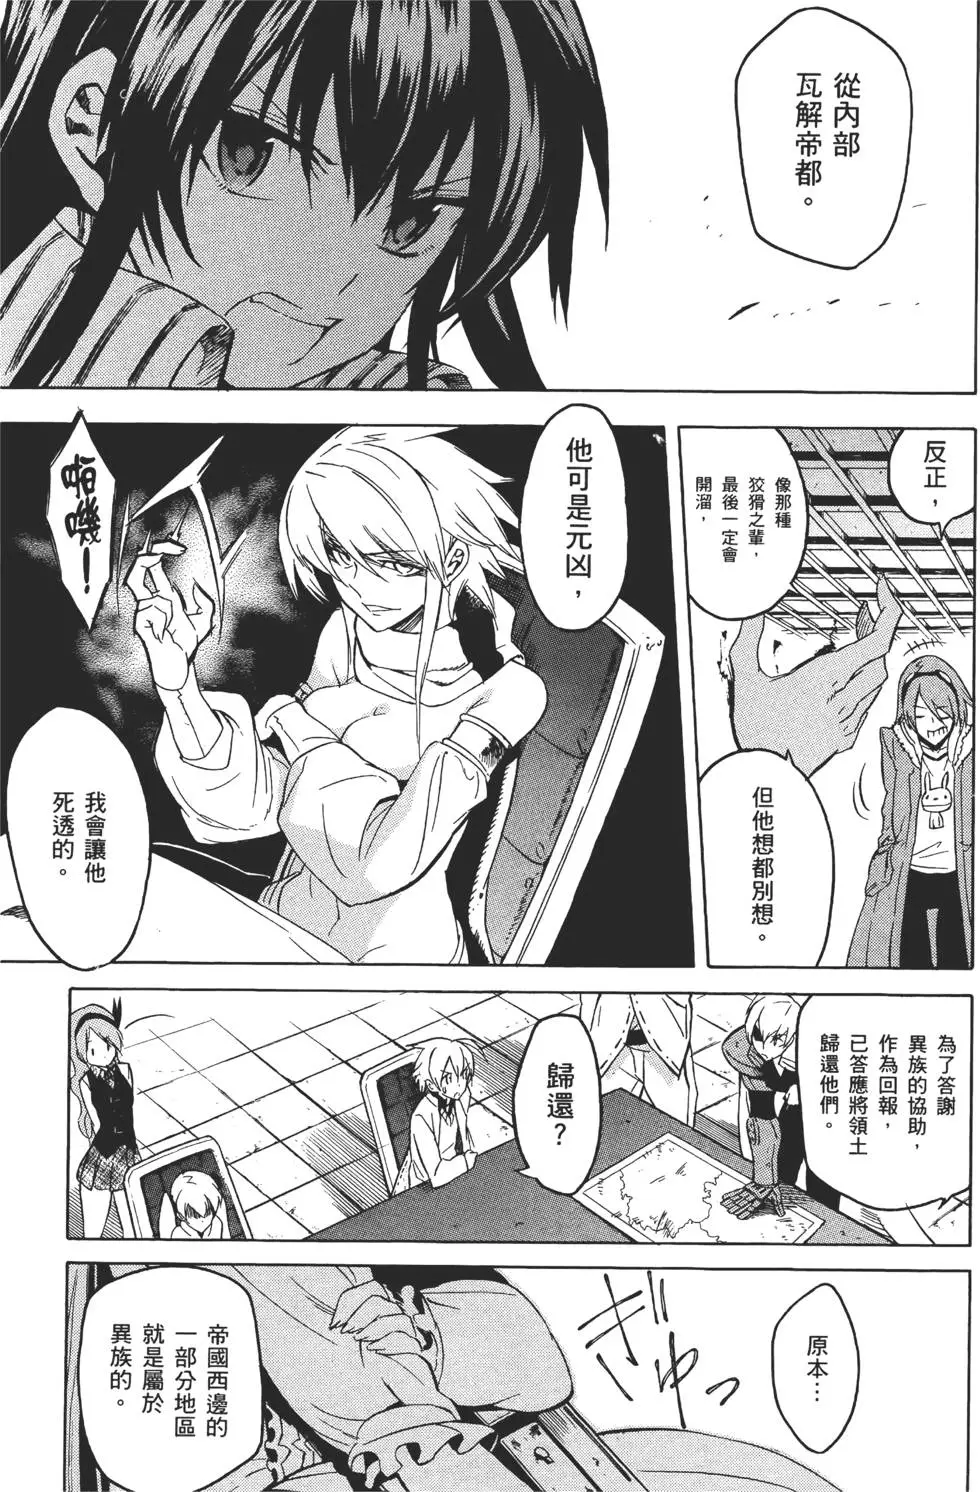 從內部
瓦解帝都。
反正，
像那種
狡猾之輩，
最後一定會
開溜，
但他想都別想。
他可是元凶，
啪嘰！
我會讓他
死透的。
為了答謝
異族的協助，
作為回報，
已答應將領土
歸還他們。
歸還？
原本…
ぎゅっ
帝國西邊的
一部分地區
就是屬於
異族的。